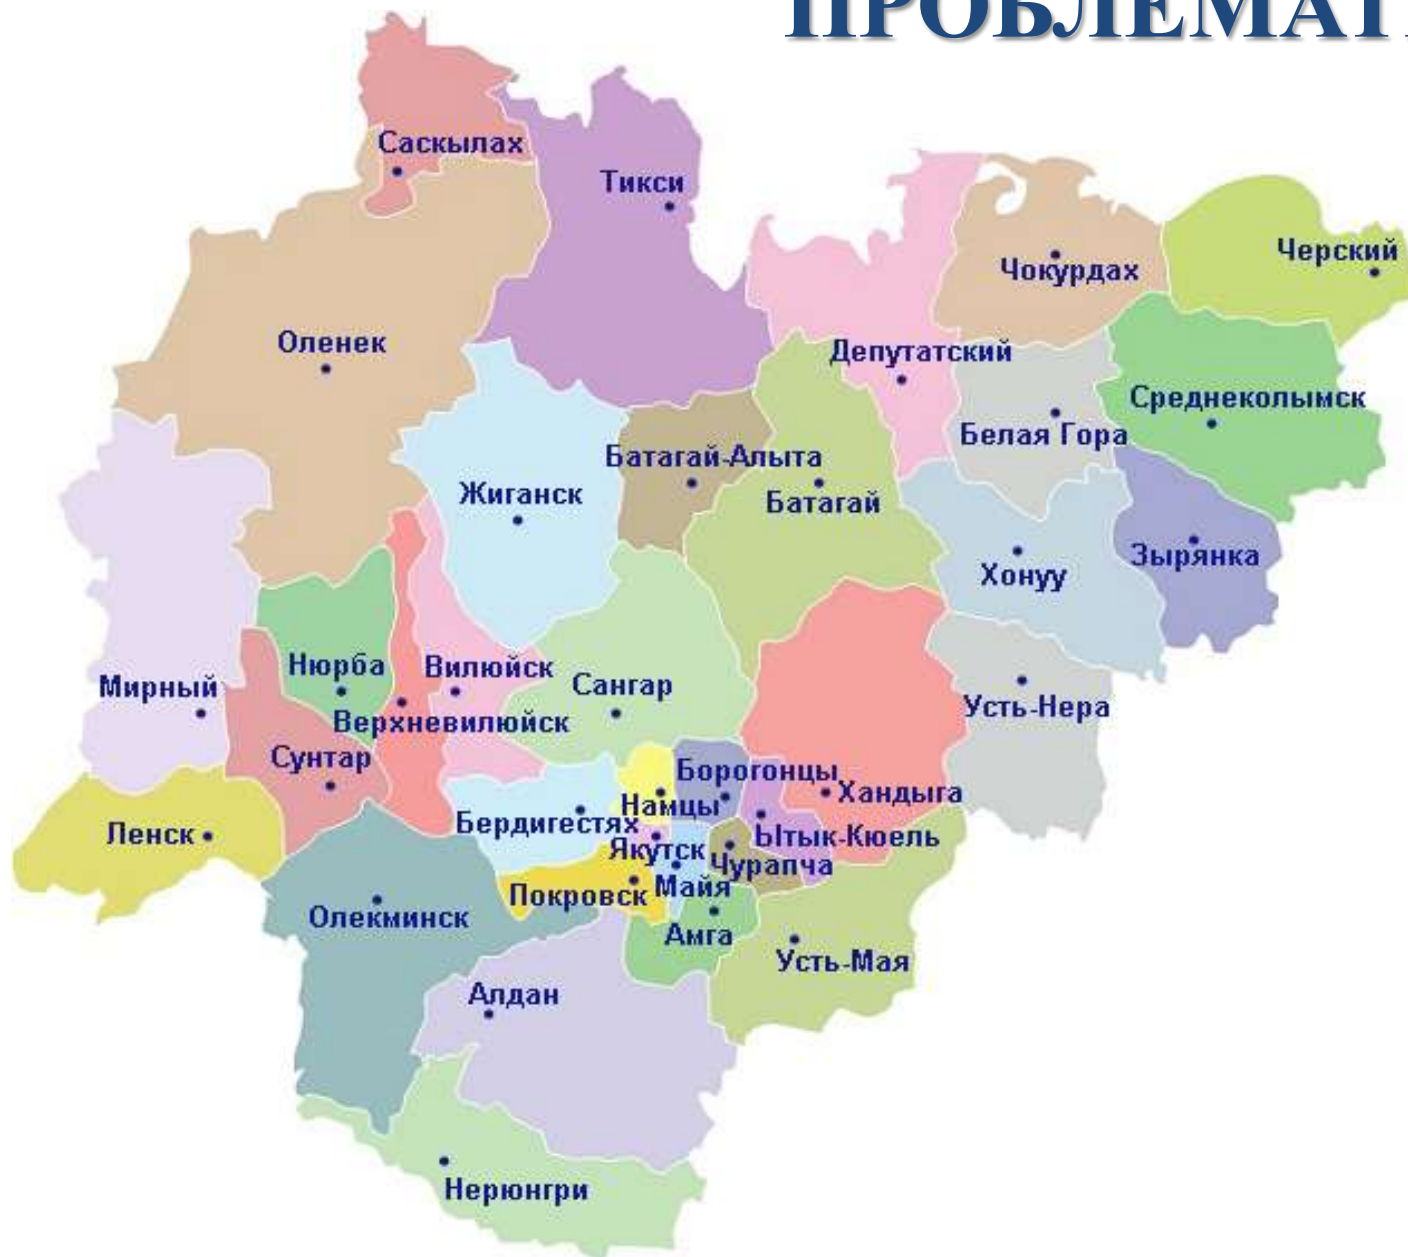 ПРОБЛЕМАТ
Саскылах
Тикси
Черский
Чокурдах
Оленек
Депутатский
Среднеколымск
Белая Гора
Батагай-Алыта
Жиганск
Батагай
Зырянка
Хонуу
Нюрба
Вилюйск
Сангар
Мирный
Усть-Нера
Верхневилюйск
Сунтар
Борогонцы
Хандыга
Намцы
Бердигестях
Ленск
Ытык-Кюель
Якутск
Чурапча
Майя
Покровск
Олекминск
Амга
Усть-Мая
Алдан
Нерюнгри